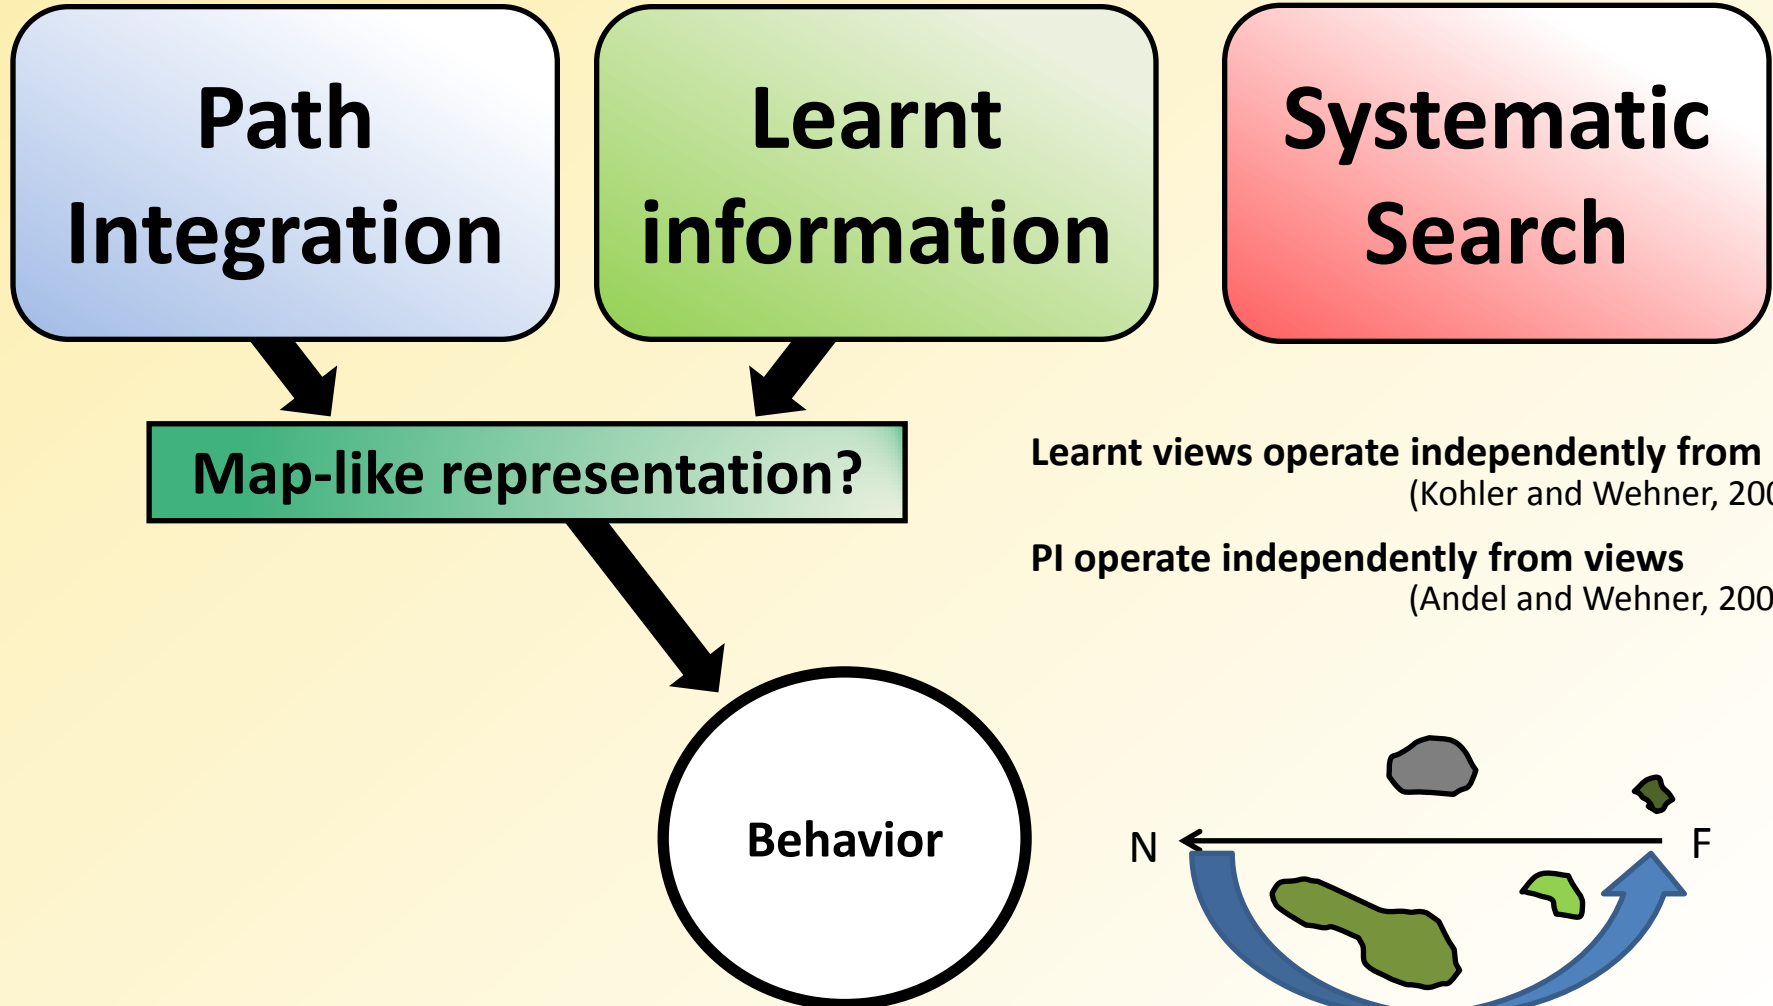 Path
Integration
Learnt
information
Systematic
Search
Map-like representation?
Learnt views operate independently from
(Kohler and Wehner,
PI operate independently from views
(Andel and Wehner,
Behavior
N
F